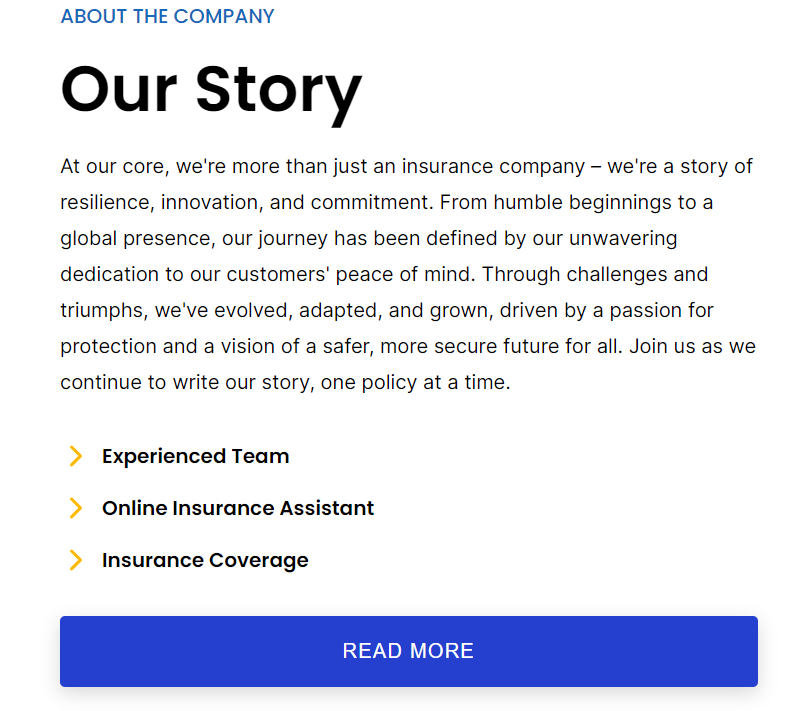 ABOUT THE COMPANY
Our Story
At our core, we're more than just an insurance company – we're a story of
resilience, innovation, and commitment. From humble beginnings to a
global presence, our journey has been defined by our unwavering
dedication to our customers' peace of mind. Through challenges and
triumphs, we've evolved, adapted, and grown, driven by a passion for
protection and a vision of a safer, more secure future for all. Join us as we
continue to write our story, one policy at a time.
Experienced Team
Online Insurance Assistant
Insurance Coverage
READ MORE